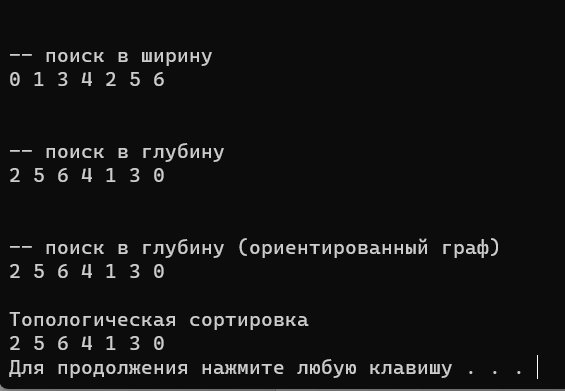 -- поиск в ширину
0 1 3 4 2 5 6
-- поиск в глубину
2 5 6 4 1 3 0
-- поиск в глубину (ориентированный граф)
2 5 6 4 1 3 0
Топологическая сортировка
2 5 6 4 1 3 0
Для продолжения нажмите любую клавишу . . .